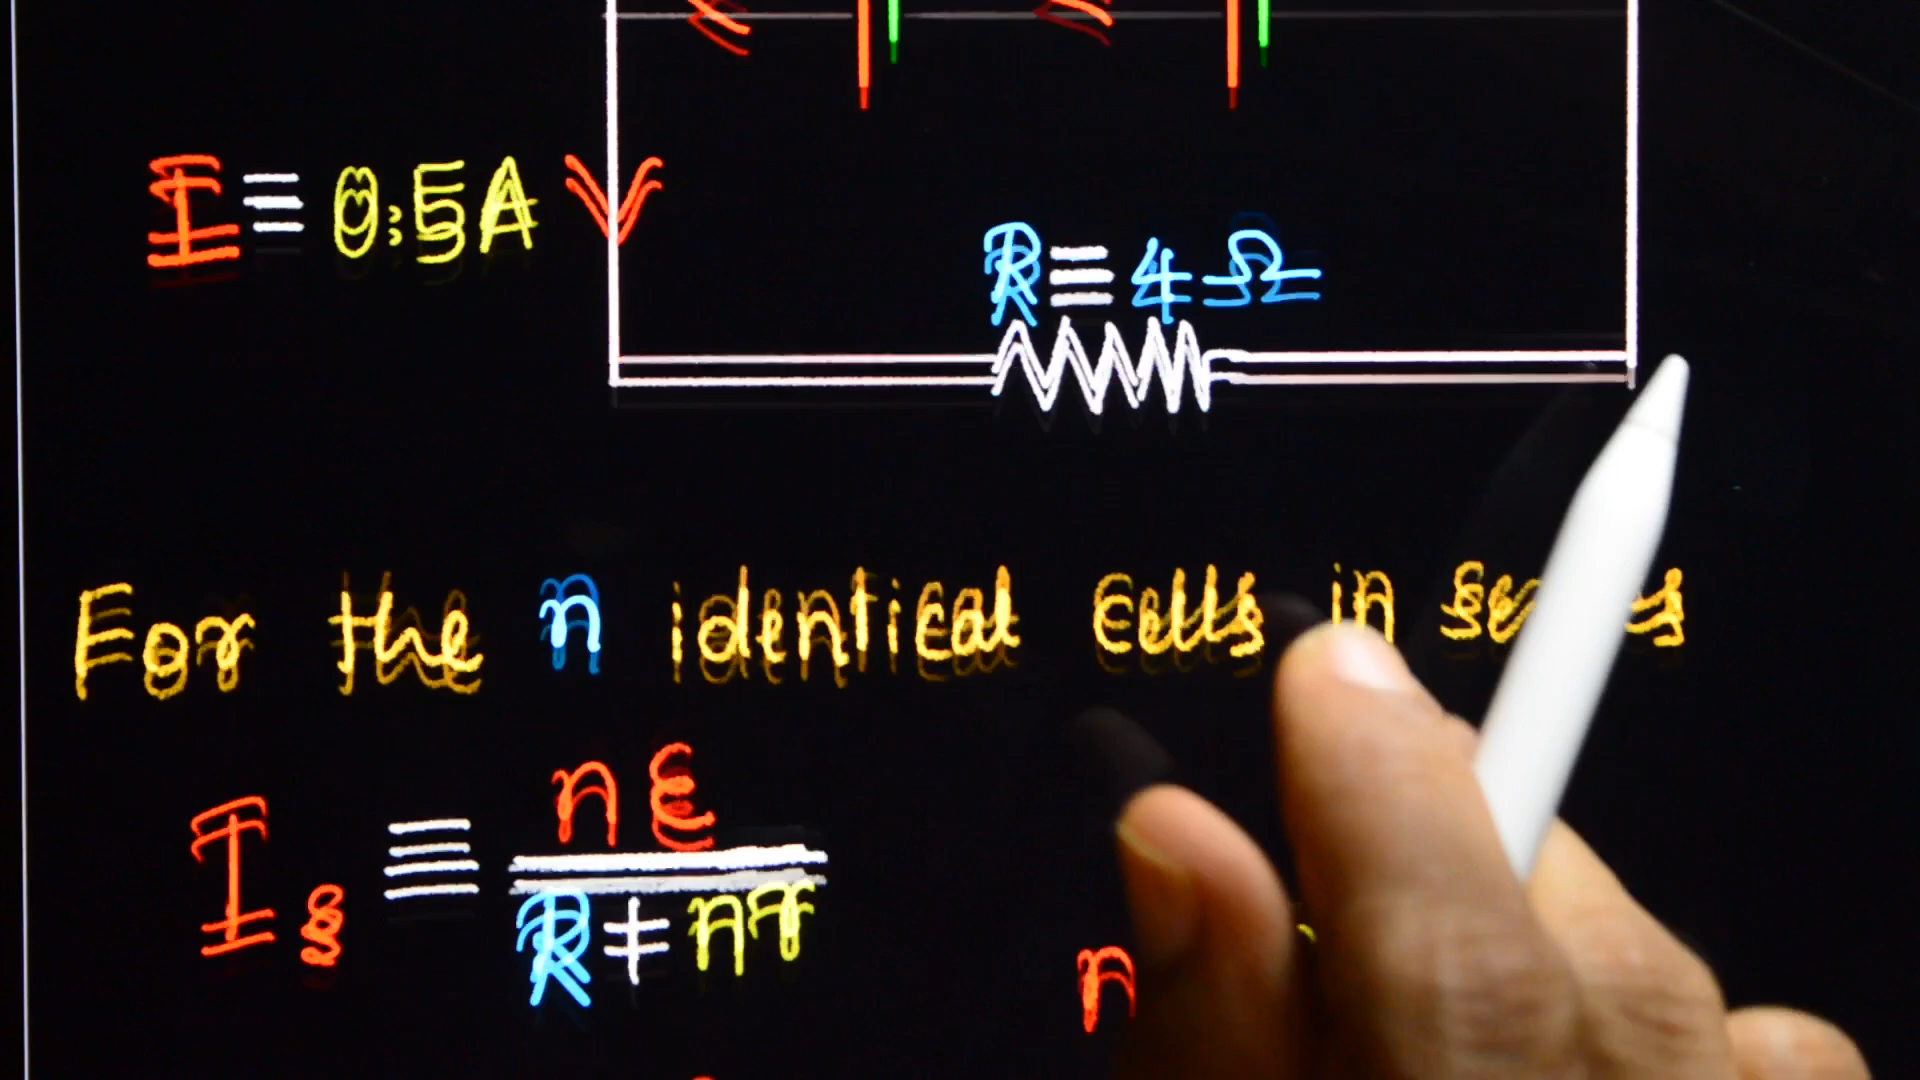 I = 0.5A
R = 4Ω
For the n identical cells in series
I_s = nε / (R + nr)
n